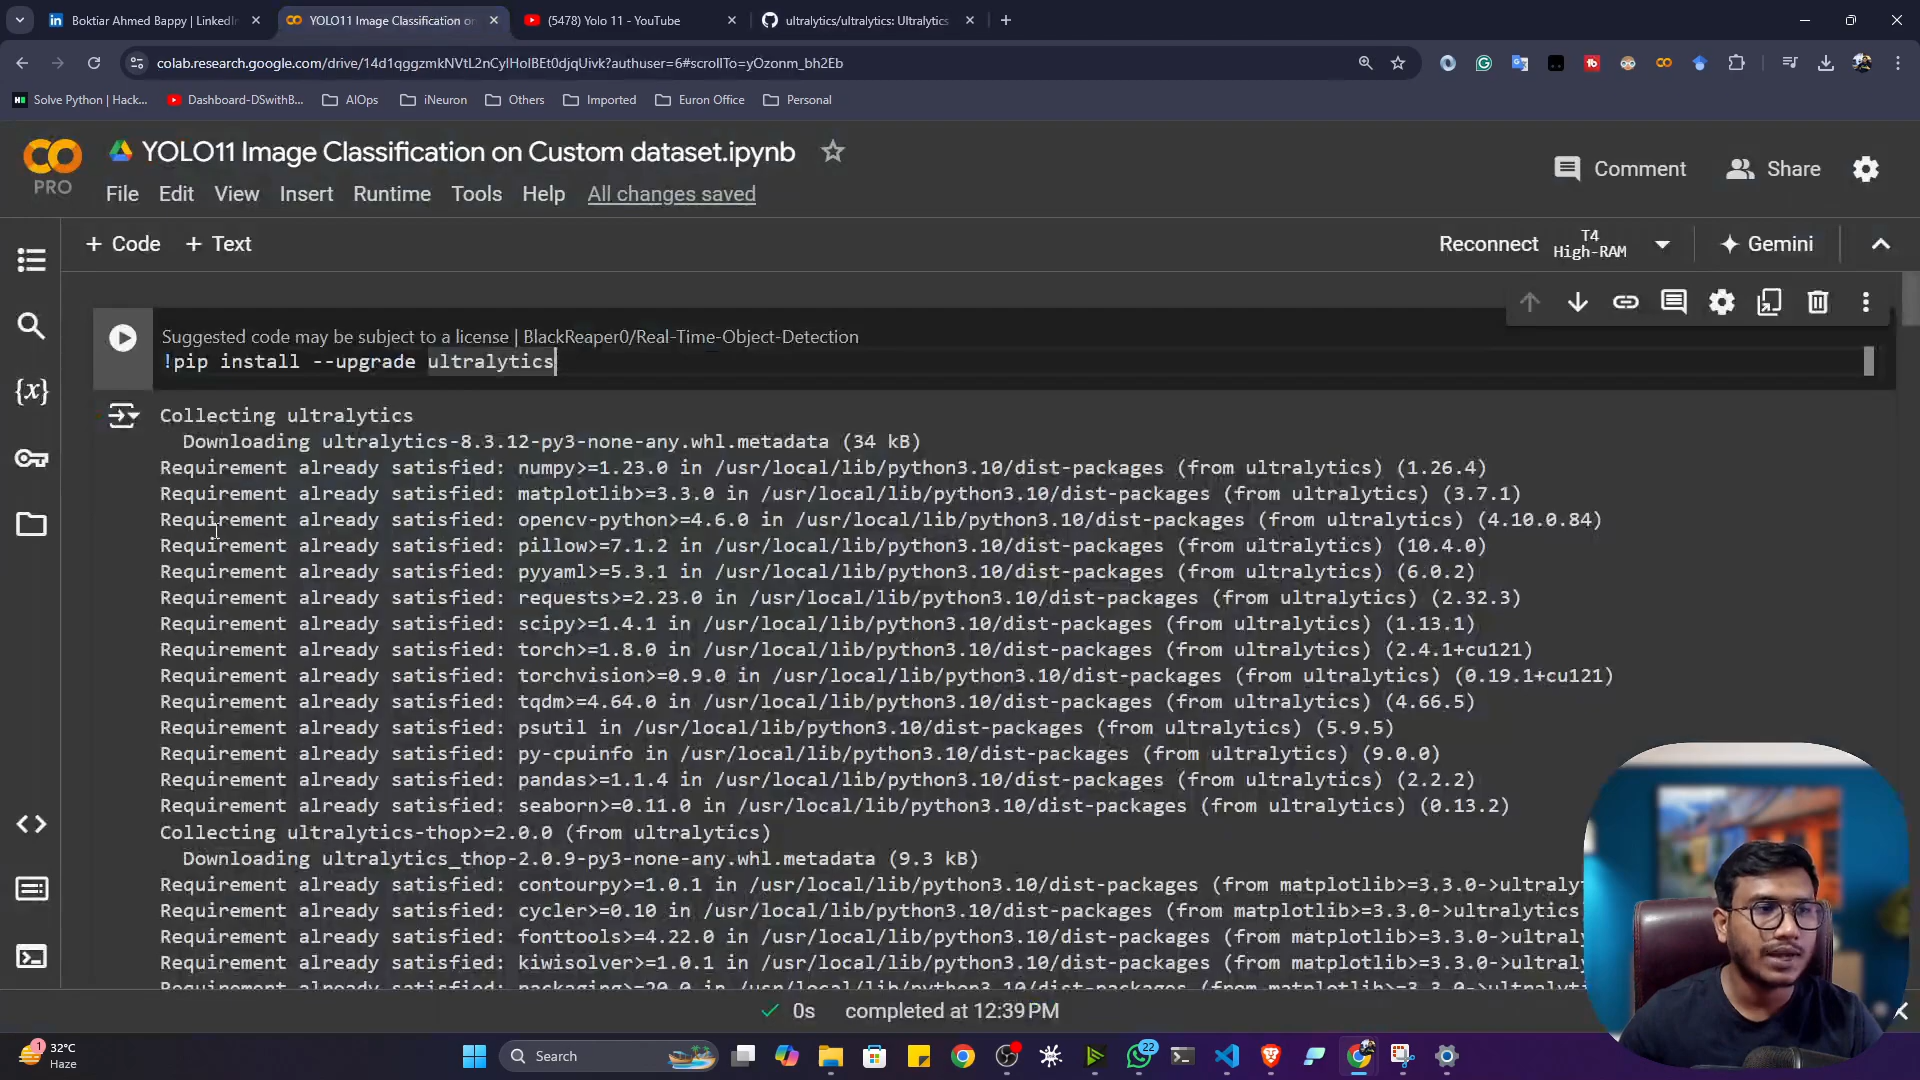 Boktiar Ahmed Bappy | LinkedIn
YOLO11 Image Classification on
(5478) Yolo 11 - YouTube
ultralytics/ultralytics: Ultralytics
colab.research.google.com/drive/14d1qggzmkNVtL2nCylHoIBEt0djqUivk?authuser=6#scrollTo=yOzonm_bh2Eb
Solve Python | Hack...
Dashboard-DSwithB...
AIOps
iNeuron
Others
Imported
Euron Office
Personal
YOLO11 Image Classification on Custom dataset.ipynb
PRO
Comment
Share
File Edit View Insert Runtime Tools Help All changes saved
+ Code + Text
Reconnect
T4
High-RAM
Gemini
Suggested code may be subject to a license | BlackReaper0/Real-Time-Object-Detection
!pip install --upgrade ultralytics
Collecting ultralytics
Downloading ultralytics-8.3.12-py3-none-any.whl.metadata (34 kB)
Requirement already satisfied: numpy>=1.23.0 in /usr/local/lib/python3.10/dist-packages (from ultralytics) (1.26.4)
Requirement already satisfied: matplotlib>=3.3.0 in /usr/local/lib/python3.10/dist-packages (from ultralytics) (3.7.1)
Requirement already satisfied: opencv-python>=4.6.0 in /usr/local/lib/python3.10/dist-packages (from ultralytics) (4.10.0.84)
Requirement already satisfied: pillow>=7.1.2 in /usr/local/lib/python3.10/dist-packages (from ultralytics) (10.4.0)
Requirement already satisfied: pyyaml>=5.3.1 in /usr/local/lib/python3.10/dist-packages (from ultralytics) (6.0.2)
Requirement already satisfied: requests>=2.23.0 in /usr/local/lib/python3.10/dist-packages (from ultralytics) (2.32.3)
Requirement already satisfied: scipy>=1.4.1 in /usr/local/lib/python3.10/dist-packages (from ultralytics) (1.13.1)
Requirement already satisfied: torch>=1.8.0 in /usr/local/lib/python3.10/dist-packages (from ultralytics) (2.4.1+cu121)
Requirement already satisfied: torchvision>=0.9.0 in /usr/local/lib/python3.10/dist-packages (from ultralytics) (0.19.1+cu121)
Requirement already satisfied: tqdm>=4.64.0 in /usr/local/lib/python3.10/dist-packages (from ultralytics) (4.66.5)
Requirement already satisfied: psutil in /usr/local/lib/python3.10/dist-packages (from ultralytics) (5.9.5)
Requirement already satisfied: py-cpuinfo in /usr/local/lib/python3.10/dist-packages (from ultralytics) (9.0.0)
Requirement already satisfied: pandas>=1.1.4 in /usr/local/lib/python3.10/dist-packages (from ultralytics) (2.2.2)
Requirement already satisfied: seaborn>=0.11.0 in /usr/local/lib/python3.10/dist-packages (from ultralytics) (0.13.2)
Collecting ultralytics-thop>=2.0.0 (from ultralytics)
Downloading ultralytics_thop-2.0.9-py3-none-any.whl.metadata (9.3 kB)
Requirement already satisfied: contourpy>=1.0.1 in /usr/local/lib/python3.10/dist-packages (from matplotlib>=3.3.0->ultraly
Requirement already satisfied: cycler>=0.10 in /usr/local/lib/python3.10/dist-packages (from matplotlib>=3.3.0->ultralytics
Requirement already satisfied: fonttools>=4.22.0 in /usr/local/lib/python3.10/dist-packages (from matplotlib>=3.3.0->ultra
Requirement already satisfied: kiwisolver>=1.0.1 in /usr/local/lib/python3.10/dist-packages (from matplotlib>=3.3.0->ultra
Requirement already satisfied: packaging>=20.0 in /usr/local/lib/python3.10/dist-packages (from matplotlib>=3.3.0->ultralyti
0s completed at 12:39 PM
1
32°C
Haze
Search
22